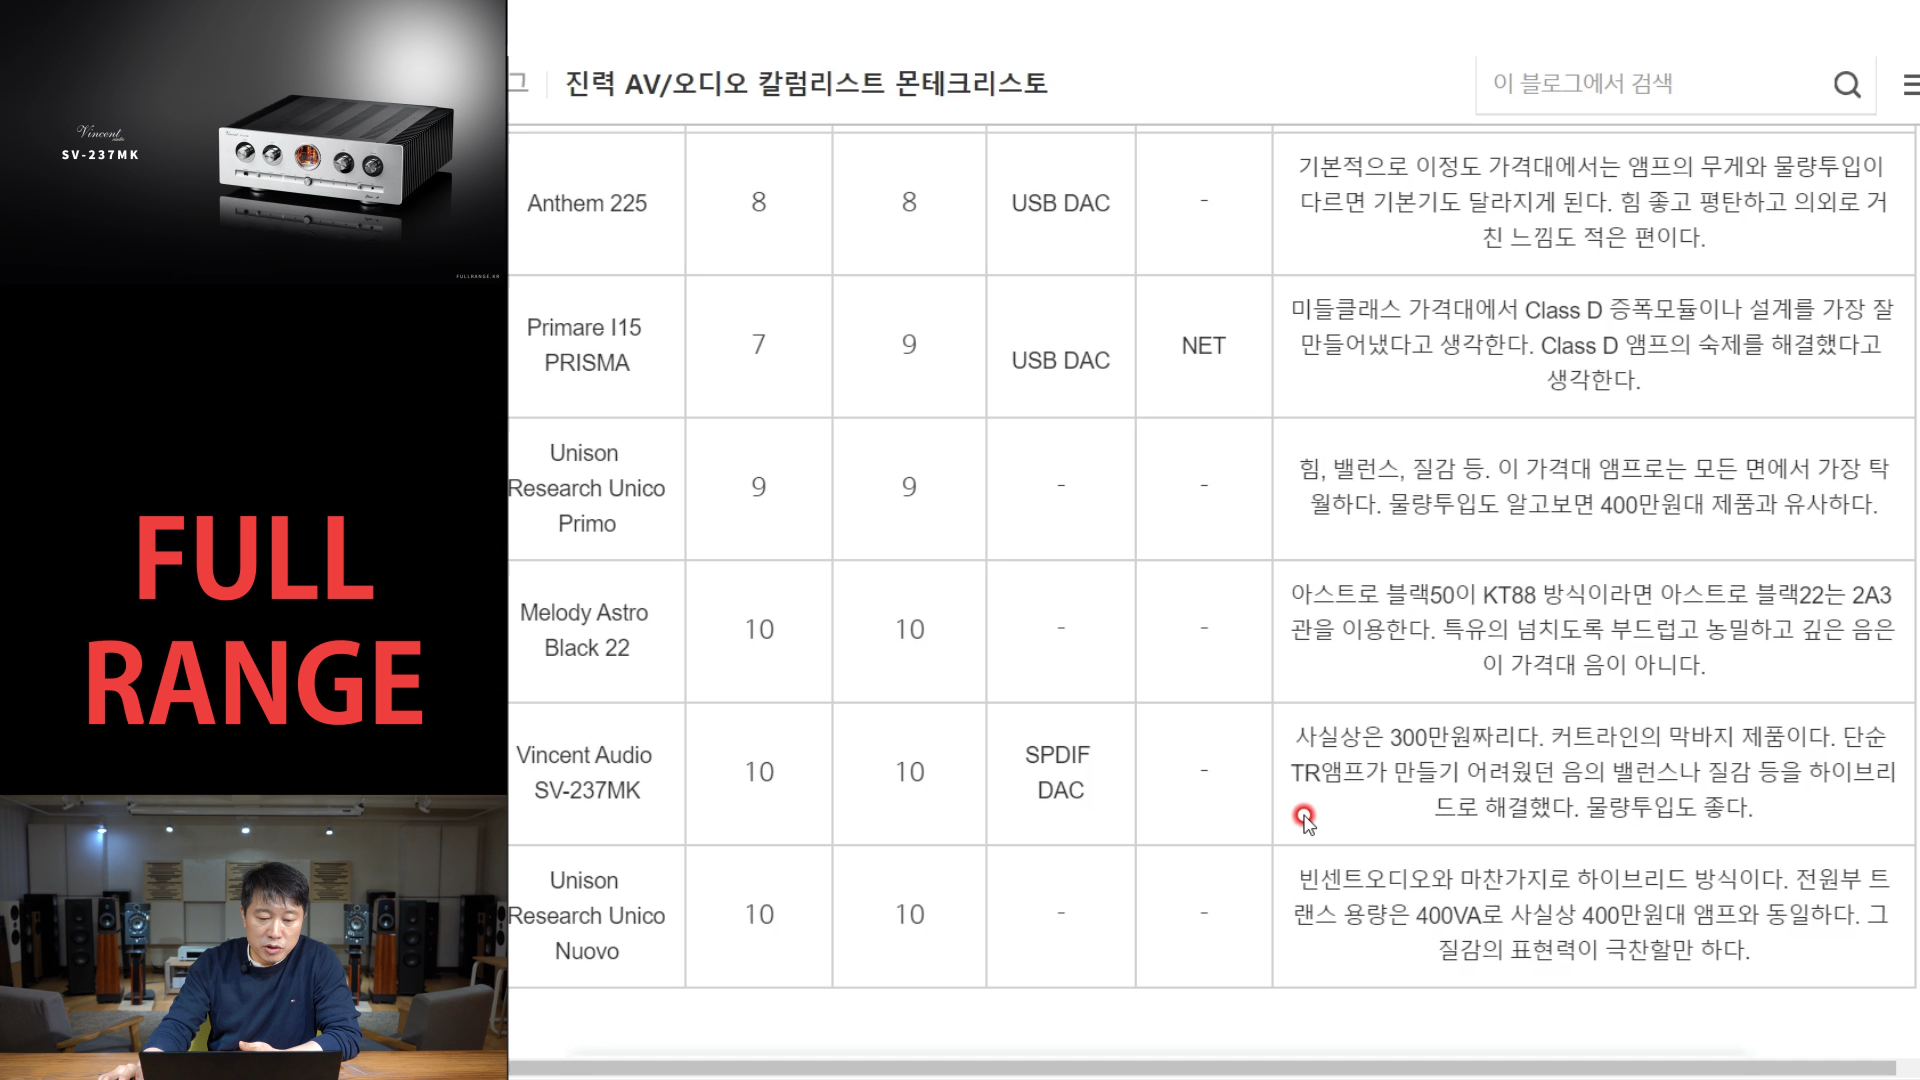 Vincent
SV-237MK
FULLRANGE.KR
FULL
RANGE
그
진력 AV/오디오 칼럼리스트 몬테크리스토
이 블로그에서 검색
Anthem 225
8
8
USB DAC
-
기본적으로 이정도 가격대에서는 앰프의 무게와 물량투입이
다르면 기본기도 달라지게 된다. 힘 좋고 평탄하고 의외로 거
친 느낌도 적은 편이다.
Primare I15
PRISMA
7
9
USB DAC
NET
미들클래스 가격대에서 Class D 증폭모듈이나 설계를 가장 잘
만들어냈다고 생각한다. Class D 앰프의 숙제를 해결했다고
생각한다.
Unison
Research Unico
Primo
9
9
-
-
힘, 밸런스, 질감 등. 이 가격대 앰프로는 모든 면에서 가장 탁
월하다. 물량투입도 알고보면 400만원대 제품과 유사하다.
Melody Astro
Black 22
10
10
-
-
아스트로 블랙50이 KT88 방식이라면 아스트로 블랙22는 2A3
관을 이용한다. 특유의 넘치도록 부드럽고 농밀하고 깊은 음은
이 가격대 음이 아니다.
Vincent Audio
SV-237MK
10
10
SPDIF
DAC
-
사실상은 300만원짜리다. 커트라인의 막바지 제품이다. 단순
TR앰프가 만들기 어려웠던 음의 밸런스나 질감 등을 하이브리
드로 해결했다. 물량투입도 좋다.
Unison
Research Unico
Nuovo
10
10
-
-
빈센트오디오와 마찬가지로 하이브리드 방식이다. 전원부 트
랜스 용량은 400VA로 사실상 400만원대 앰프와 동일하다. 그
질감의 표현력이 극찬할만 하다.